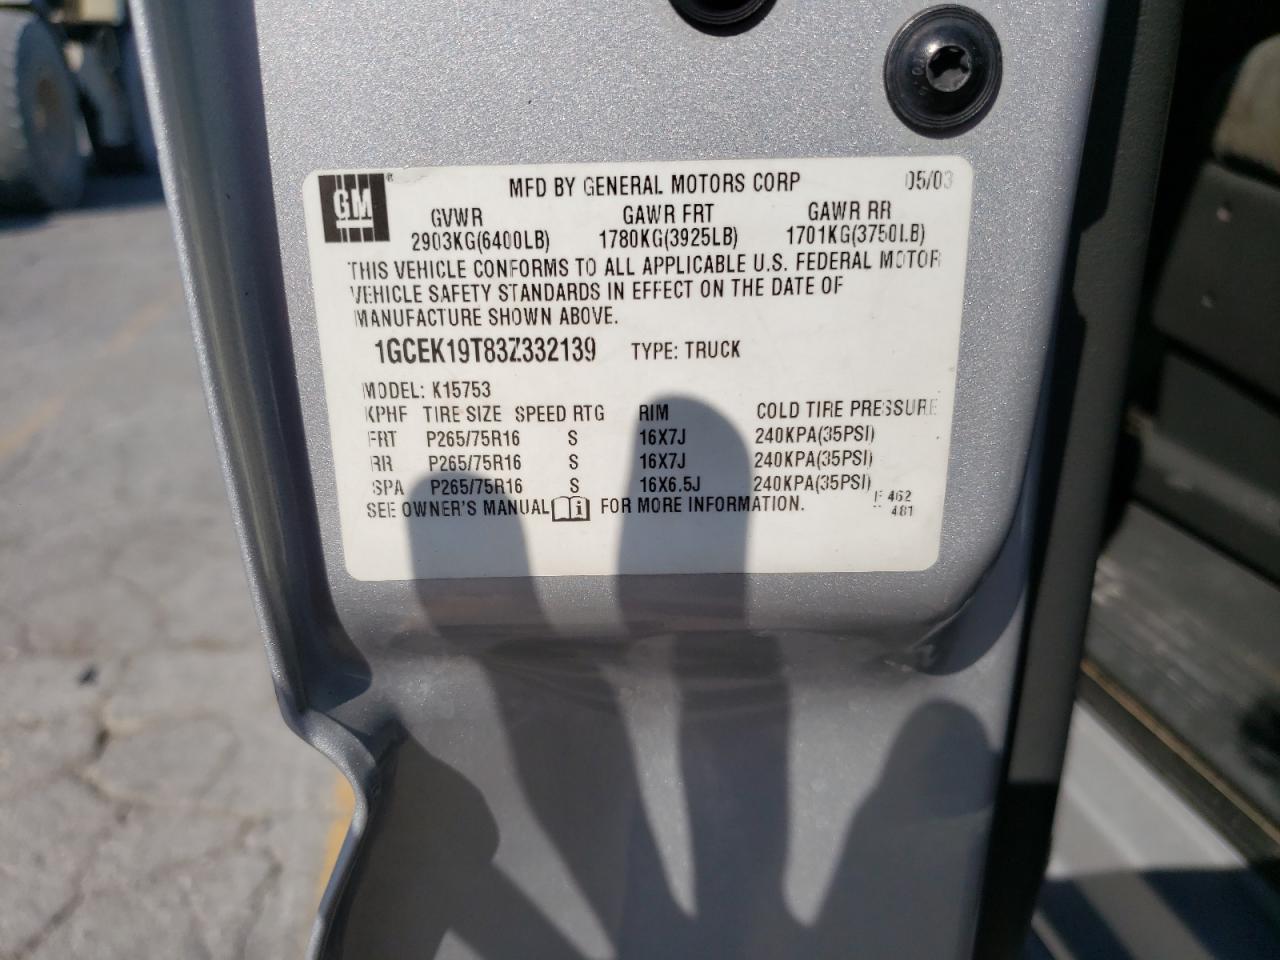 GM ®
MFD BY GENERAL MOTORS CORP 05/03
GVWR GAWR FRT GAWR RR
2903KG(6400LB) 1780KG(3925LB) 1701KG(3750LB)
THIS VEHICLE CONFORMS TO ALL APPLICABLE U.S. FEDERAL MOTOR
VEHICLE SAFETY STANDARDS IN EFFECT ON THE DATE OF
MANUFACTURE SHOWN ABOVE.
1GCEK19T83Z332139 TYPE: TRUCK
MODEL: K15753
KPHF TIRE SIZE SPEED RTG RIM COLD TIRE PRESSURE
FRT P265/75R16 S 16X7J 240KPA(35PSI)
RR P265/75R16 S 16X7J 240KPA(35PSI)
SPA P265/75R16 S 16X6.5J 240KPA(35PSI)
SEE OWNER'S MANUAL i FOR MORE INFORMATION.
462
481